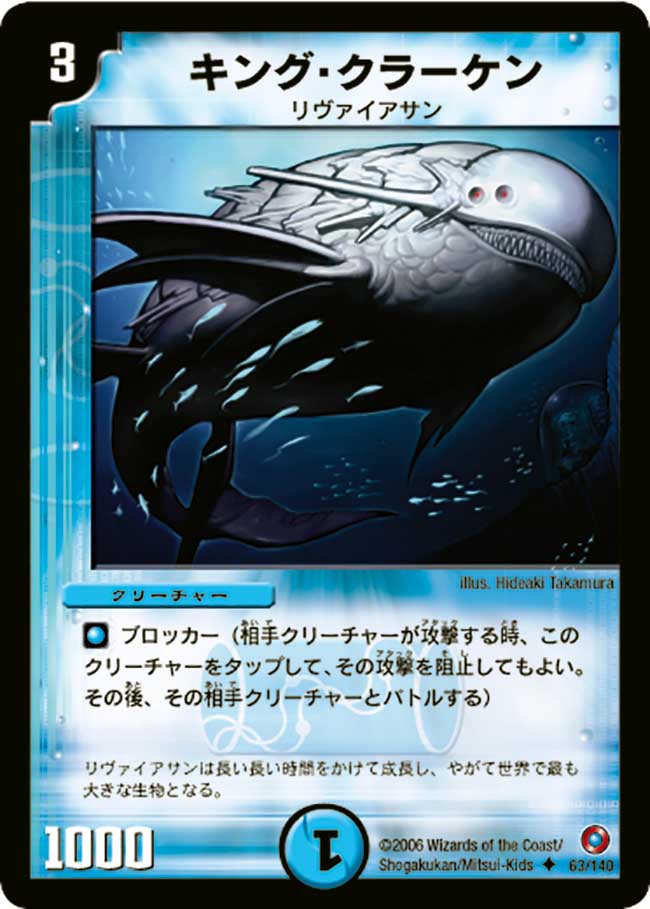 3
キング・クラーケン
リヴァイアサン
illus. Hideaki Takamura
クリーチャー
ブロッカー（相手クリーチャーが攻撃する時、この
クリーチャーをタップして、その攻撃を阻止してもよい。
その後、その相手クリーチャーとバトルする）
リヴァイアサンは長い長い時間をかけて成長し、やがて世界で最も
大きな生物となる。
1000
1
©2006 Wizards of the Coast/
Shogakukan/Mitsui-Kids ♦ 63/140